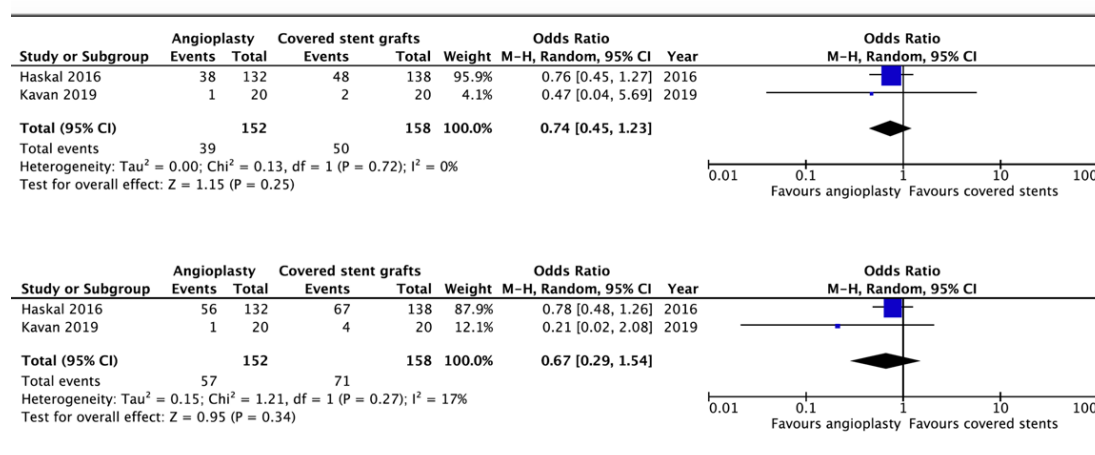 Angioplasty Covered stent grafts Odds Ratio Odds Ratio
Study or Subgroup Events Total Events Total Weight M-H, Random, 95% CI Year M-H, Random, 95% CI
Haskal 2016 38 132 48 138 95.9% 0.76 [0.45, 1.27] 2016
Kavan 2019 1 20 2 20 4.1% 0.47 [0.04, 5.69] 2019
Total (95% CI) 152 158 100.0% 0.74 [0.45, 1.23]
Total events 39 50
Heterogeneity: Tau² = 0.00; Chi² = 0.13, df = 1 (P = 0.72); I² = 0%
Test for overall effect: Z = 1.15 (P = 0.25)
0.01 0.1 1 10 100
Favours angioplasty Favours covered stents
Angioplasty Covered stent grafts Odds Ratio Odds Ratio
Study or Subgroup Events Total Events Total Weight M-H, Random, 95% CI Year M-H, Random, 95% CI
Haskal 2016 56 132 67 138 87.9% 0.78 [0.48, 1.26] 2016
Kavan 2019 1 20 4 20 12.1% 0.21 [0.02, 2.08] 2019
Total (95% CI) 152 158 100.0% 0.67 [0.29, 1.54]
Total events 57 71
Heterogeneity: Tau² = 0.15; Chi² = 1.21, df = 1 (P = 0.27); I² = 17%
Test for overall effect: Z = 0.95 (P = 0.34)
0.01 0.1 1 10 100
Favours angioplasty Favours covered stents